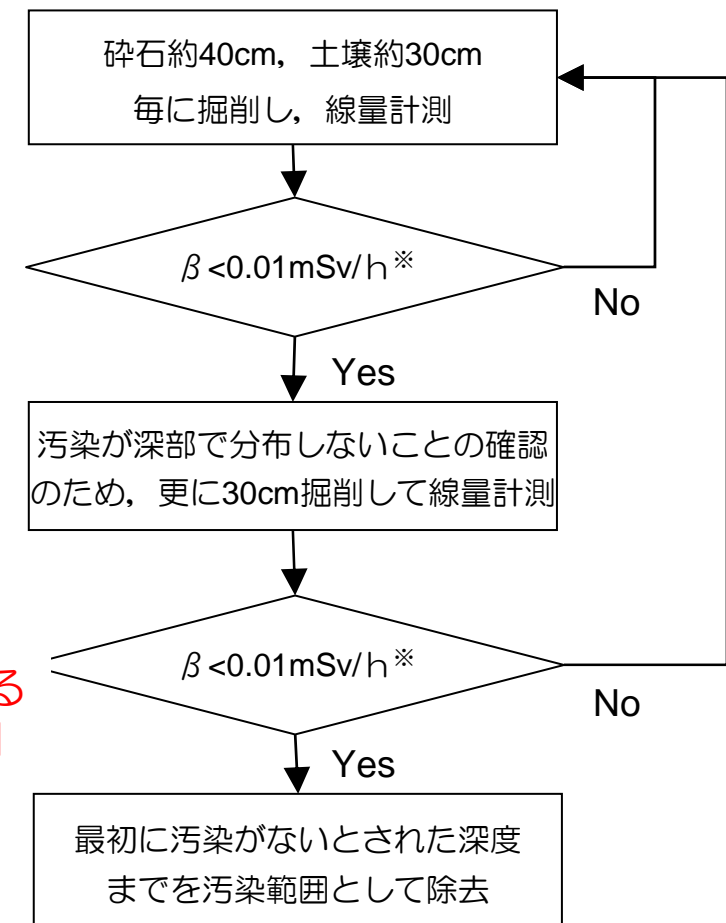 砕石約40cm，土壌約30cm
毎に掘削し，線量計測
β<0.01mSv/h※
No
Yes
汚染が深部で分布しないことの確認
のため，更に30cm掘削して線量計測
β<0.01mSv/h※
る
No
Yes
最初に汚染がないとされた深度
までを汚染範囲として除去